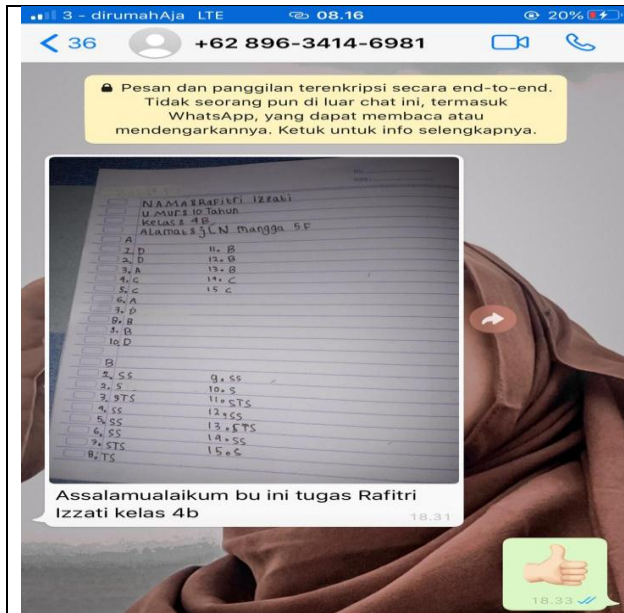 3 - dirumahAja LTE 08.16 20%
36 +62 896-3414-6981
Pesan dan panggilan terenkripsi secara end-to-end.
Tidak seorang pun di luar chat ini, termasuk
WhatsApp, yang dapat membaca atau
mendengarkannya. Ketuk untuk info selengkapnya.
NAMA : Rafitri Izzati
UMUR : 10 Tahun
Kelas : 4B
Alamat : JLN mangga 5F
A
1. D 11. B
2. D 12. B
3. A 13. B
4. C 14. C
5. C 15 C
6. A
7. D
8. B
9. B
10. D
B
2. SS 9. SS
2. S 10. S
3. STS 11. STS
4. SS 12. SS
5. SS 13. STS
6. SS 14. SS
7. STS 15. S
8. TS
Assalamualaikum bu ini tugas Rafitri
Izzati kelas 4b
18.31
18.33